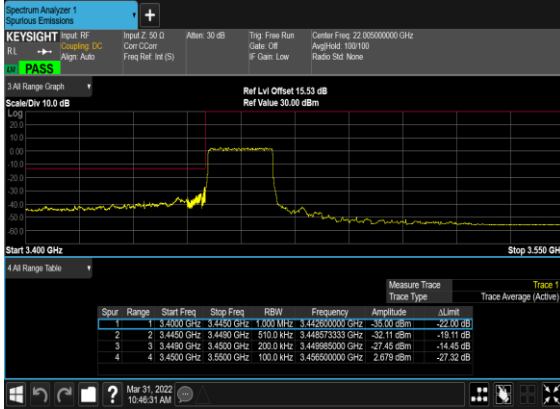 Spectrum Analyzer 1
Spurious Emissions
+
KEYSIGHT Input: RF Input Z: 50 Ω Atten: 30 dB Trig: Free Run Center Freq: 22.005000000 GHz
RL Coupling: DC Corr CCorr Gate: Off Avg|Hold: 100/100
Align: Auto Freq Ref: Int (S) IF Gain: Low Radio Std: None
LXI PASS
3 All Range Graph
Ref Lvl Offset 15.53 dB
Scale/Div 10.0 dB Ref Value 30.00 dBm
Log
20.0
10.0
0.00
-10.0
-20.0
-30.0
-40.0
-50.0
-60.0
Start 3.400 GHz Stop 3.550 GH
4 All Range Table
Measure Trace Trace 1
Trace Type Trace Average (Active)
Spur Range Start Freq Stop Freq RBW Frequency Amplitude ΔLimit
1 1 3.4000 GHz 3.4450 GHz 1.000 MHz 3.442600000 GHz -35.00 dBm -22.00 dB
2 2 3.4450 GHz 3.4490 GHz 510.0 kHz 3.448573333 GHz -32.11 dBm -19.11 dB
3 3 3.4490 GHz 3.4500 GHz 200.0 kHz 3.449985000 GHz -27.45 dBm -14.45 dB
4 4 3.4500 GHz 3.5500 GHz 100.0 kHz 3.456500000 GHz 2.679 dBm -27.32 dB
?
Mar 31, 2022
10:46:31 AM